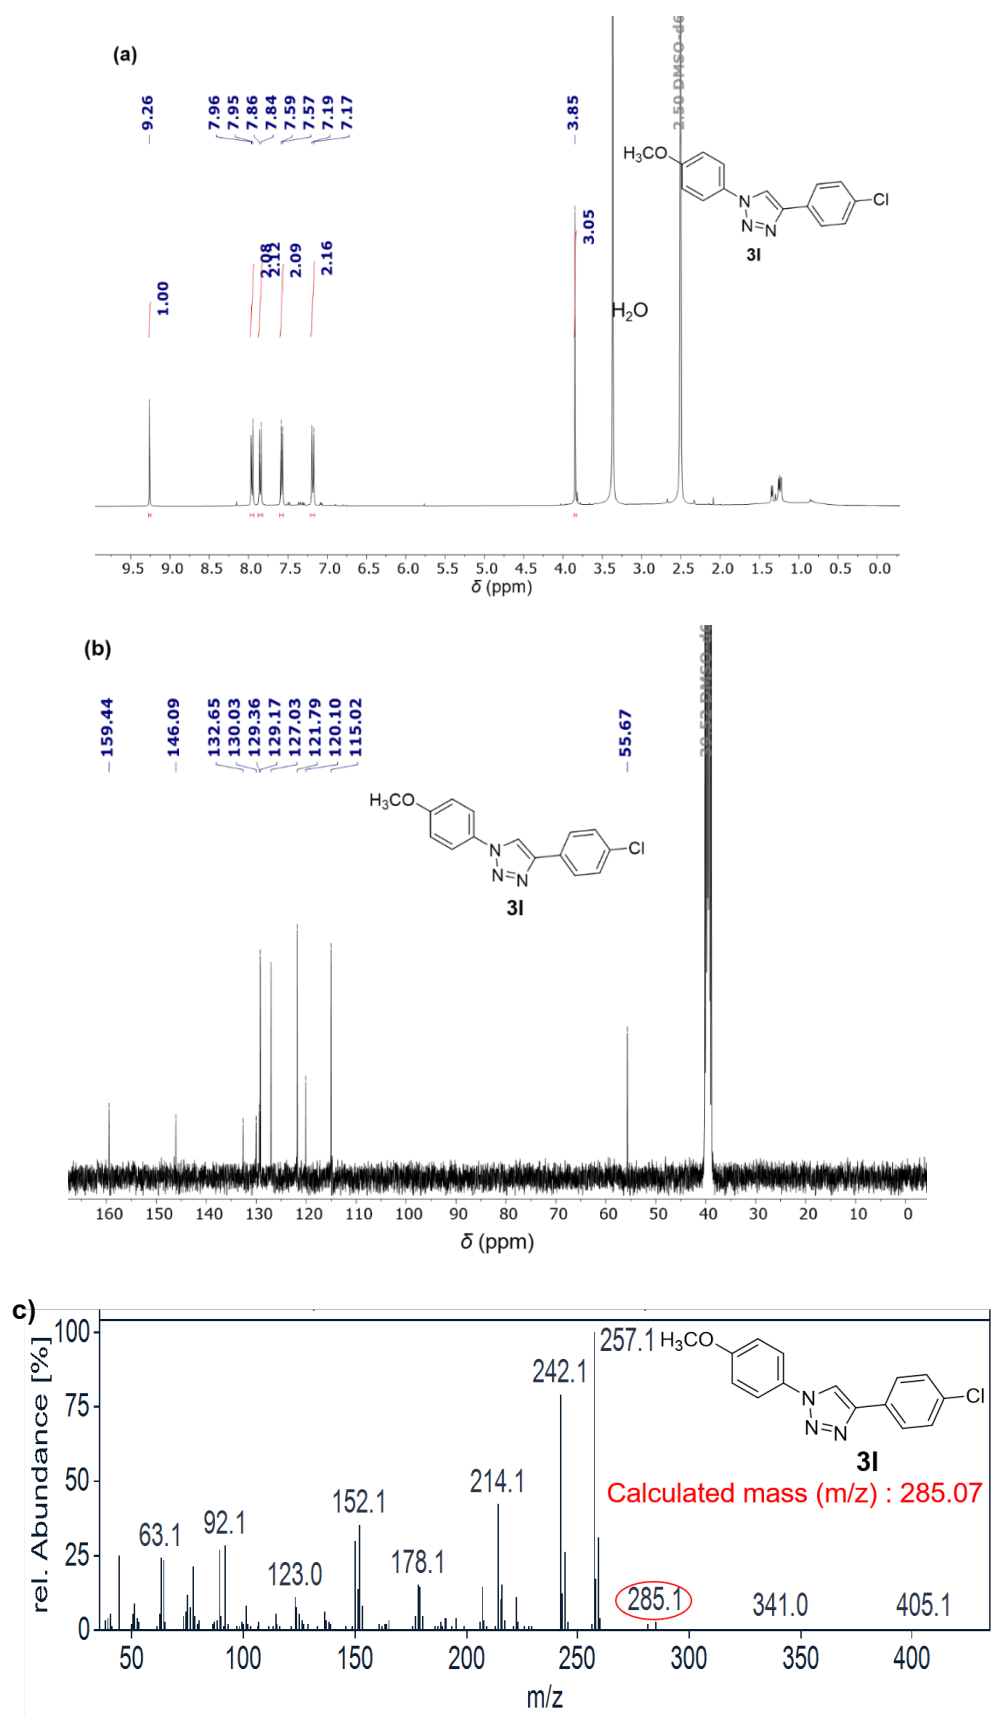 (a)
9.26
7.96
7.95
7.86
7.84
7.59
7.57
7.19
7.17
3.85
2.50 DMSO-d6
H₃CO
N
N=N
Cl
3l
1.00
2.08
2.12
2.09
2.16
3.05
H₂O
9.5 9.0 8.5 8.0 7.5 7.0 6.5 6.0 5.5 5.0 4.5 4.0 3.5 3.0 2.5 2.0 1.5 1.0 0.5 0.0
δ (ppm)
(b)
159.44
146.09
132.65
130.03
129.36
129.17
127.03
121.79
120.10
115.02
55.67
39.52 DMSO-d6
H₃CO
N
N=N
Cl
3l
160 150 140 130 120 110 100 90 80 70 60 50 40 30 20 10 0
δ (ppm)
c)
rel. Abundance [%]
100
75
50
25
0
63.1
92.1
123.0
152.1
178.1
214.1
242.1
257.1
285.1
341.0
405.1
H₃CO
N
N=N
Cl
3l
Calculated mass (m/z) : 285.07
50 100 150 200 250 300 350 400
m/z